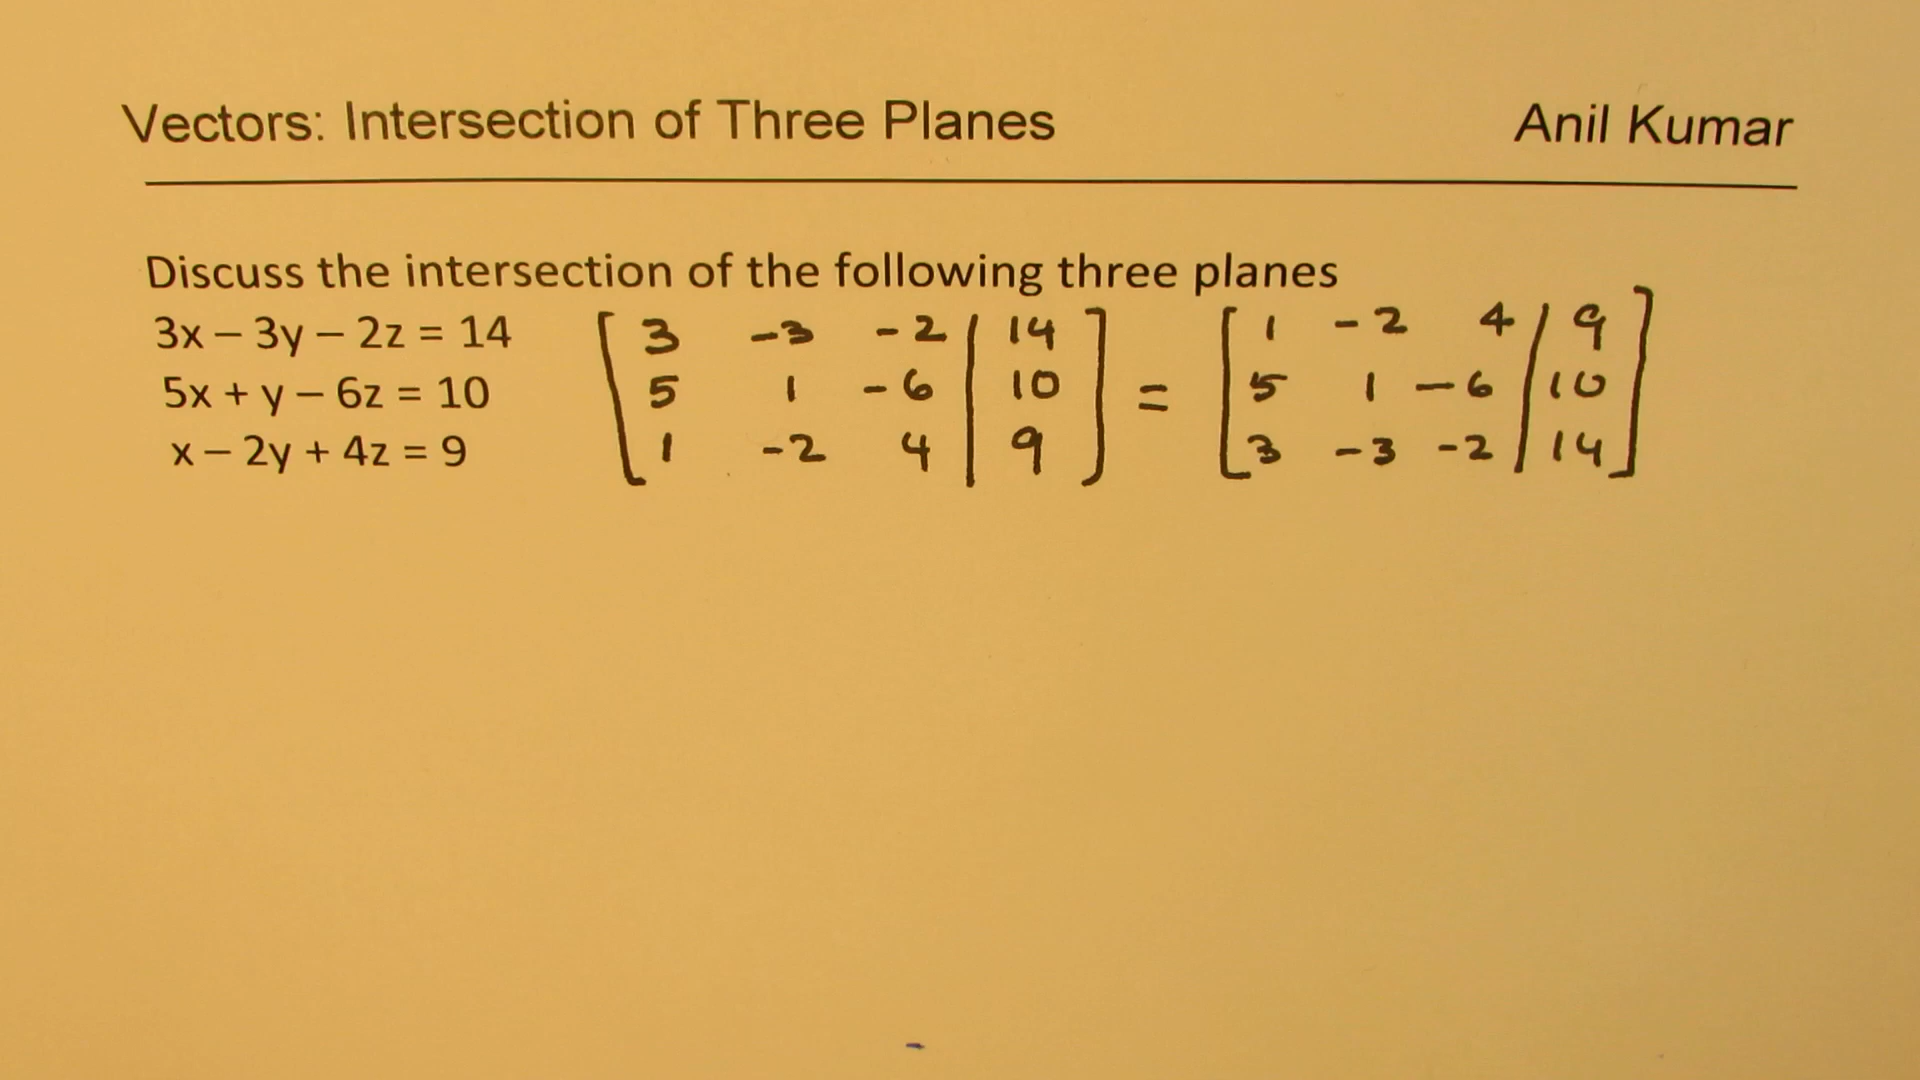 Vectors: Intersection of Three Planes Anil Kumar
Discuss the intersection of the following three planes
3x – 3y – 2z = 14 [ 3 -3 -2 | 14 ] [ 1 -2 4 | 9 ]
5x + y – 6z = 10 [ 5 1 -6 | 10 ] = [ 5 1 -6 | 10 ]
x – 2y + 4z = 9 [ 1 -2 4 | 9 ] [ 3 -3 -2 | 14 ]